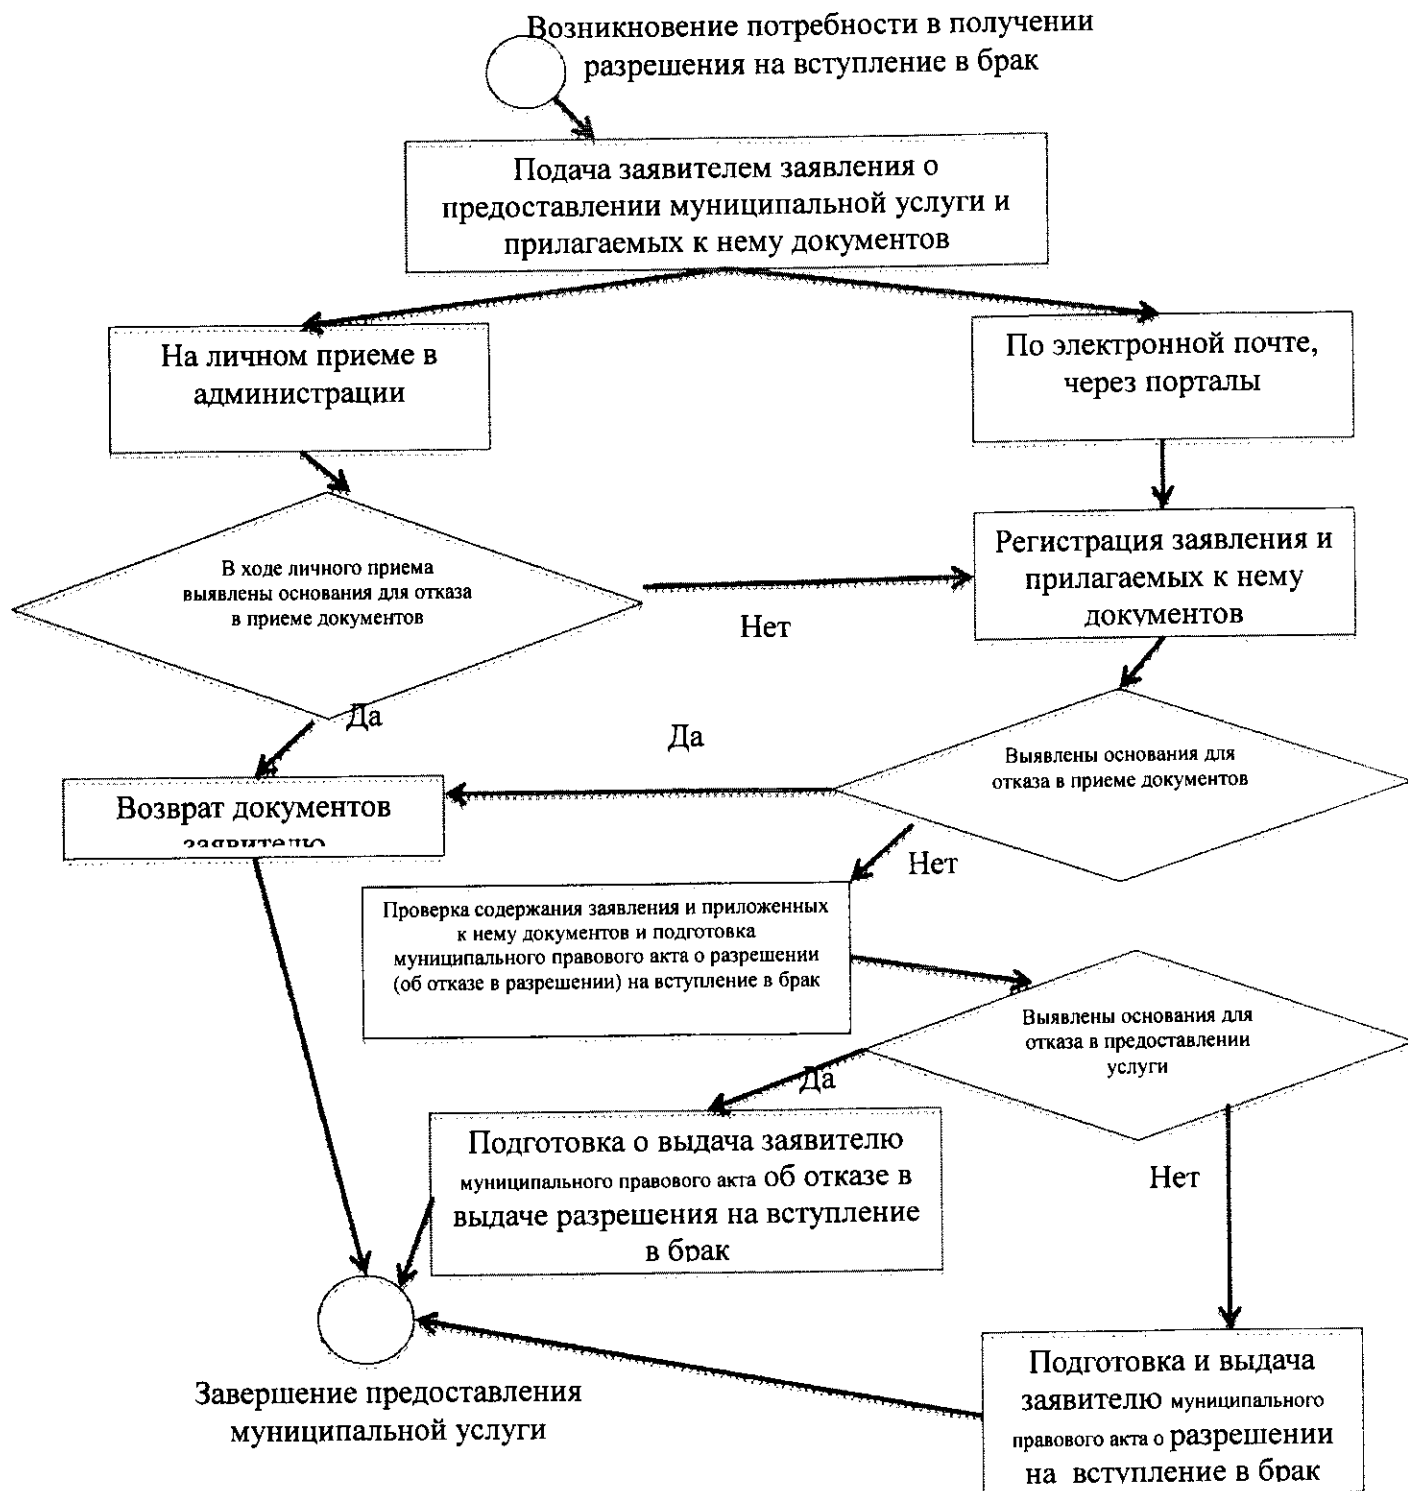 Возникновение потребности в получении
разрешения на вступление в брак
Подача заявителем заявления о
предоставлении муниципальной услуги и
прилагаемых к нему документов
На личном приеме в
администрации
По электронной почте,
через порталы
В ходе личного приема
выявлены основания для отказа
в приеме документов
Нет
Регистрация заявления и
прилагаемых к нему
документов
Да
Да
Выявлены основания для
отказа в приеме документов
Возврат документов
заявителю
Нет
Проверка содержания заявления и приложенных
к нему документов и подготовка
муниципального правового акта о разрешении
(об отказе в разрешении) на вступление в брак
Выявлены основания для
отказа в предоставлении
услуги
Да
Подготовка о выдача заявителю
муниципального правового акта об отказе в
выдаче разрешения на вступление
в брак
Нет
Завершение предоставления
муниципальной услуги
Подготовка и выдача
заявителю муниципального
правового акта о разрешении
на вступление в брак